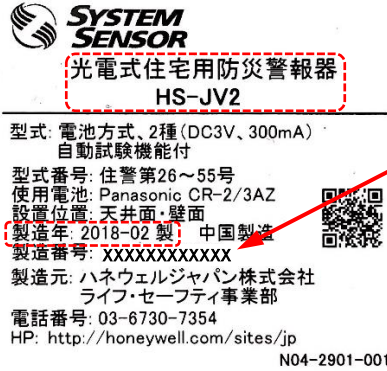 SYSTEM
SENSOR
光電式住宅用防災警報器
HS-JV2
型式: 電池方式、2種(DC3V、300mA)
自動試験機能付
型式番号: 住警第26～55号
使用電池: Panasonic CR-2/3AZ
設置位置: 天井面・壁面
製造年: 2018-02 製 中国製造
製造番号: XXXXXXXXXXXX
製造元: ハネウェルジャパン株式会社
ライフ・セーフティ事業部
電話番号: 03-6730-7354
HP: http://honeywell.com/sites/jp
N04-2901-001